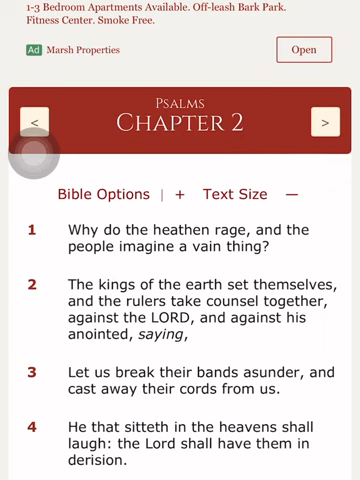 1-3 Bedroom Apartments Available. Off-leash Bark Park.
Fitness Center. Smoke Free.
Ad Marsh Properties
Open
PSALMS
< CHAPTER 2 >
Bible Options | + Text Size —
1 Why do the heathen rage, and the
people imagine a vain thing?
2 The kings of the earth set themselves,
and the rulers take counsel together,
against the LORD, and against his
anointed, saying,
3 Let us break their bands asunder, and
cast away their cords from us.
4 He that sitteth in the heavens shall
laugh: the Lord shall have them in
derision.